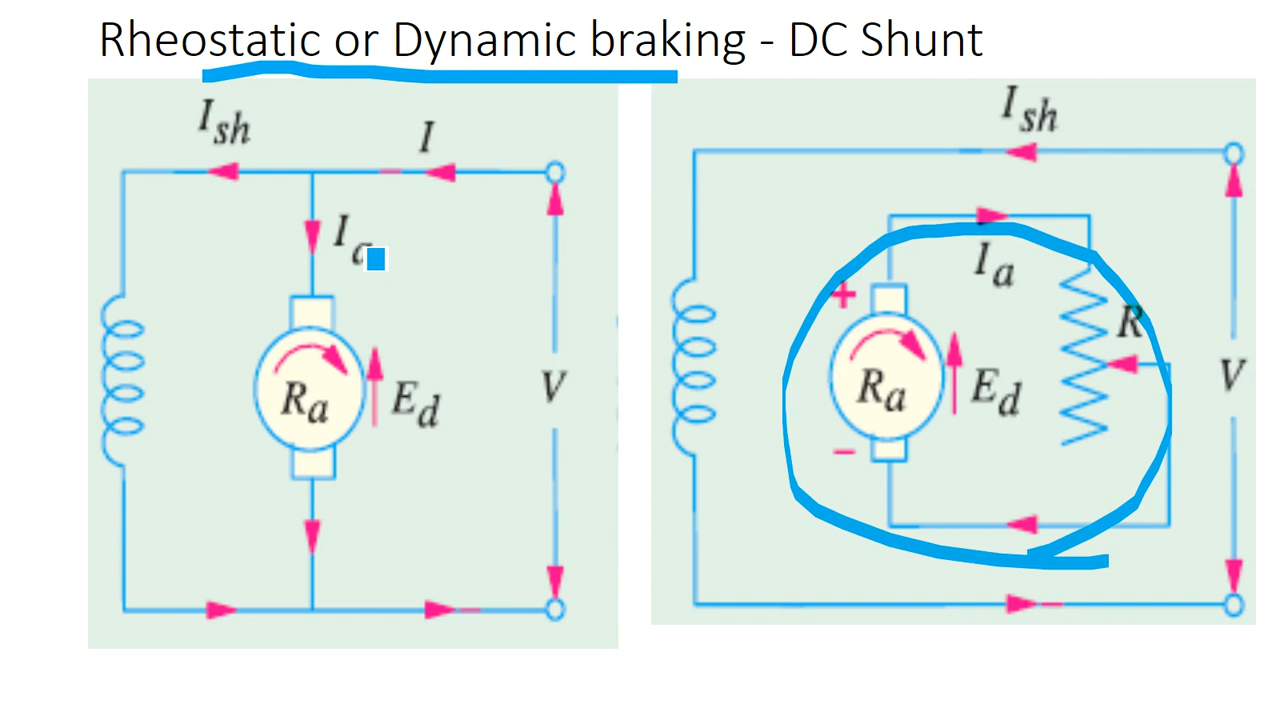 Rheostatic or Dynamic braking - DC Shunt
I sh
I
I
R a
E d
V
I sh
I a
+
R
R a
E d
V
−